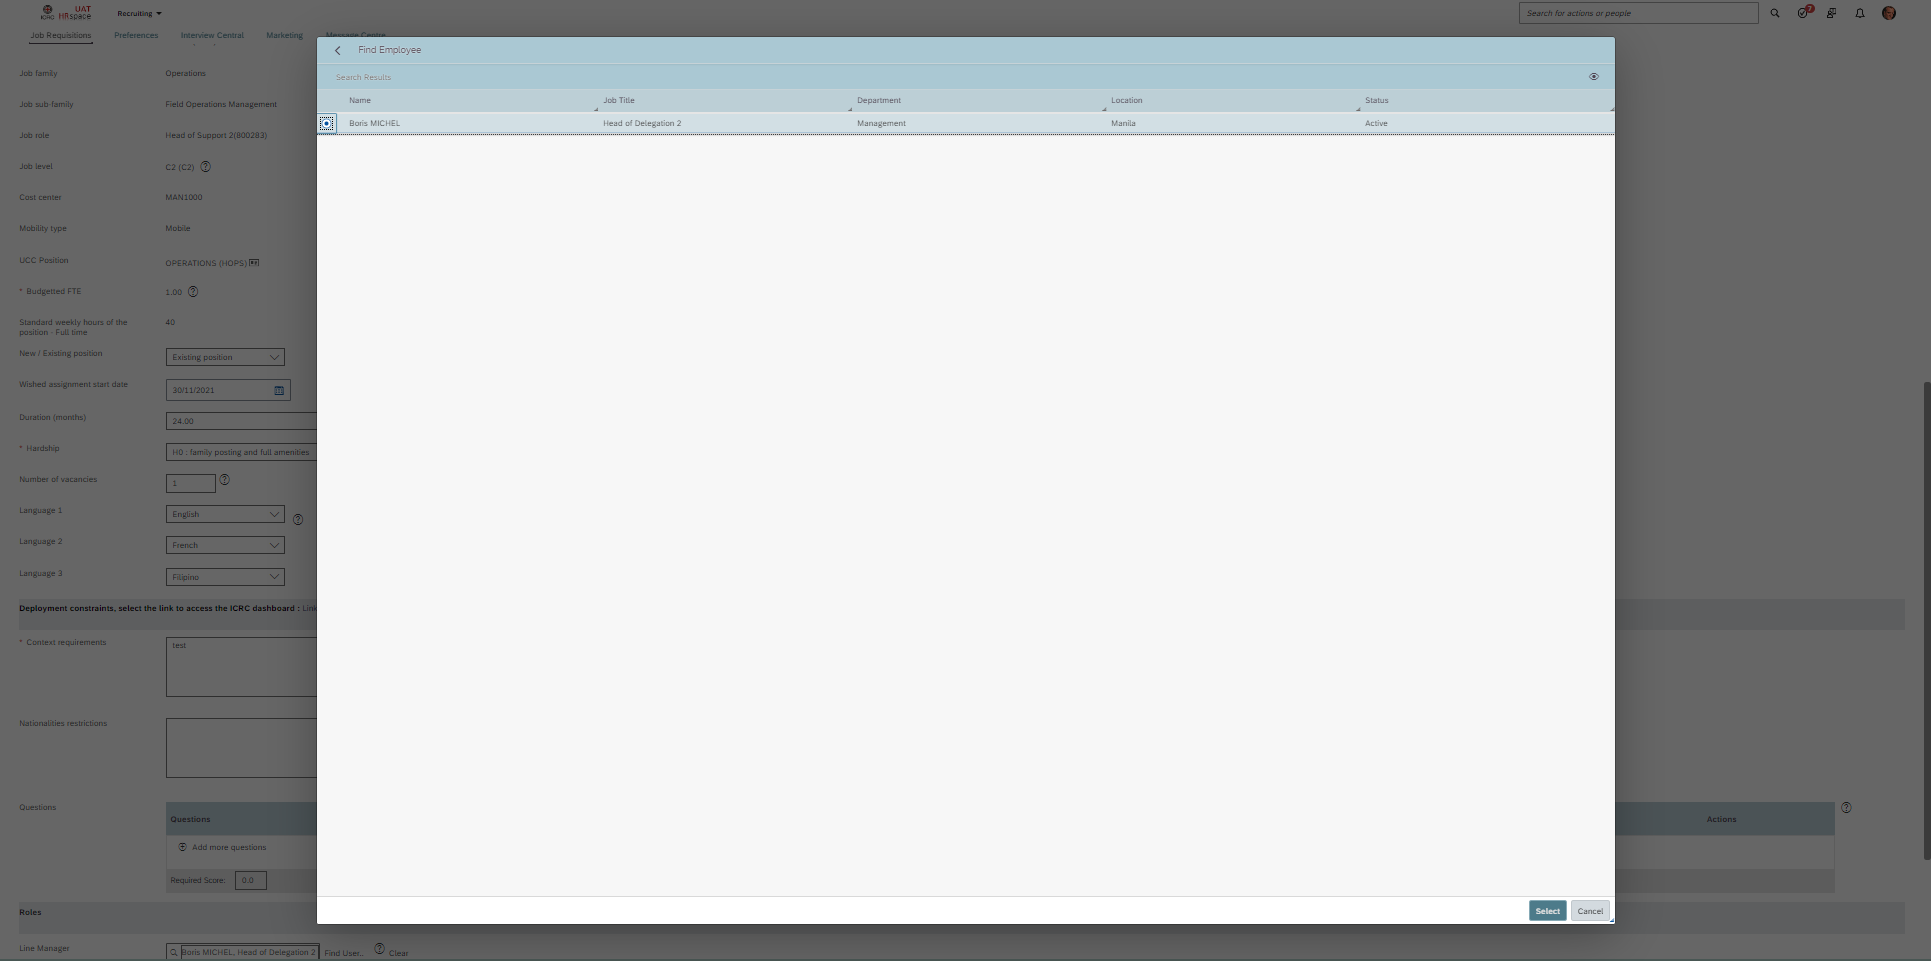 ICRC UAT HRspace
Recruiting
Search for actions or people
7
Job Requisitions Preferences Interview Central Marketing Message Centre
Find Employee
Search Results
Name Job Title Department Location Status
Boris MICHEL Head of Delegation 2 Management Manila Active
Job family Operations
Job sub-family Field Operations Management
Job role Head of Support 2(800283)
Job level C2 (C2)
Cost center MAN1000
Mobility type Mobile
UCC Position OPERATIONS (HOPS)
* Budgetted FTE 1.00
Standard weekly hours of the 40
position - Full time
New / Existing position Existing position
Wished assignment start date 30/11/2021
Duration (months) 24.00
* Hardship H0 : family posting and full amenities
Number of vacancies 1
Language 1 English
Language 2 French
Language 3 Filipino
Deployment constraints, select the link to access the ICRC dashboard : Link
* Context requirements test
Nationalities restrictions
Questions
Questions Actions
Add more questions
Required Score: 0.0
Roles
Select Cancel
Line Manager Boris MICHEL, Head of Delegation 2 Find User.. Clear